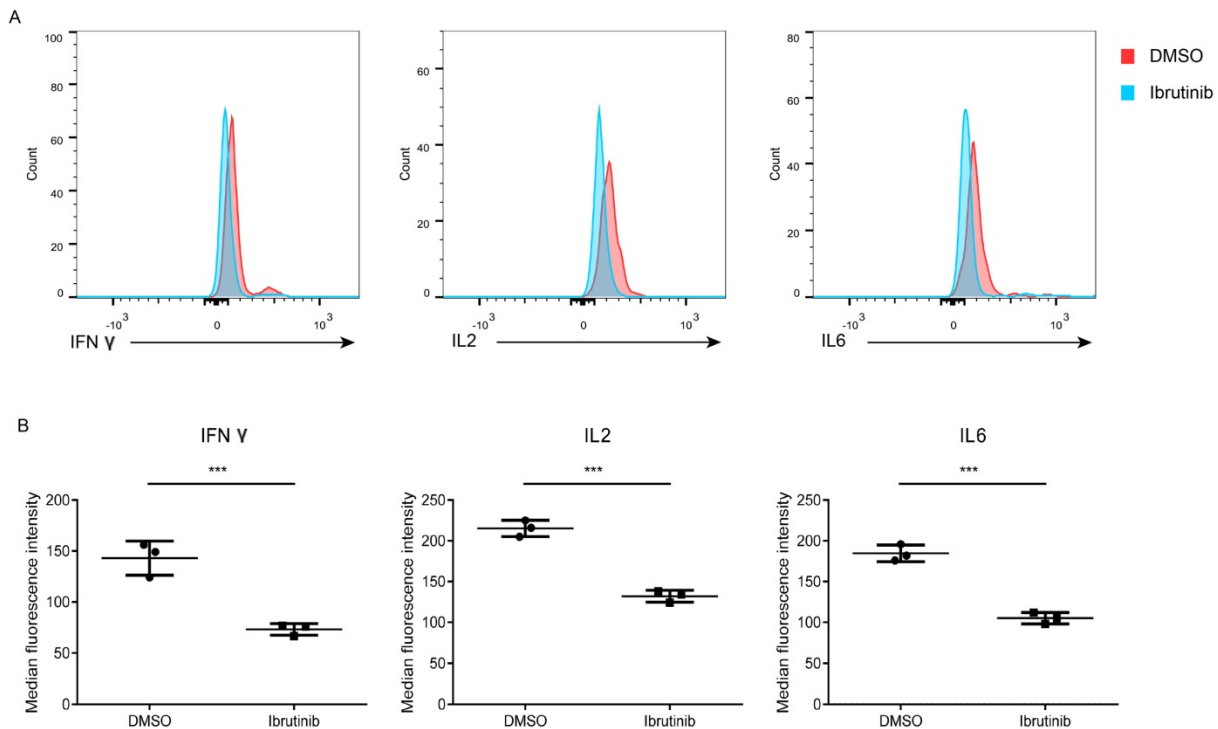 A
DMSO
Ibrutinib
100
80
60
40
20
0
Count
-10³ 0 10³
IFN γ
60
40
20
0
Count
-10³ 0 10³
IL2
80
60
40
20
0
Count
-10³ 0 10³
IL6
B
IFN γ
***
200
150
100
50
0
Median fluorescence intensity
DMSO Ibrutinib
IL2
***
250
200
150
100
50
0
Median fluorescence intensity
DMSO Ibrutinib
IL6
***
250
200
150
100
50
0
Median fluorescence intensity
DMSO Ibrutinib